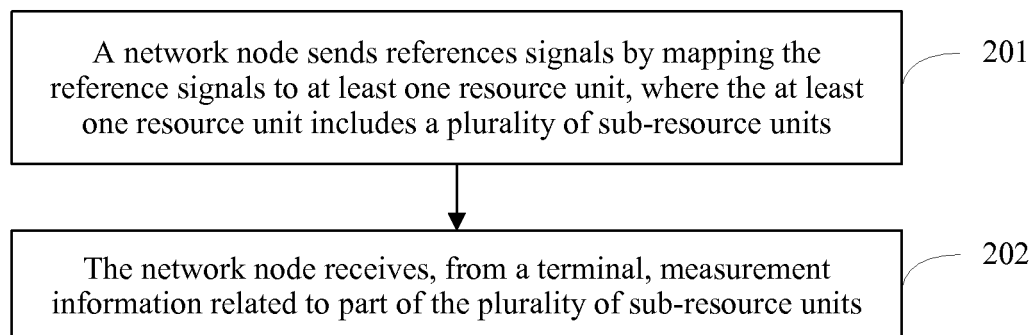 A network node sends references signals by mapping the
reference signals to at least one resource unit, where the at least
one resource unit includes a plurality of sub-resource units
201
The network node receives, from a terminal, measurement
information related to part of the plurality of sub-resource units
202